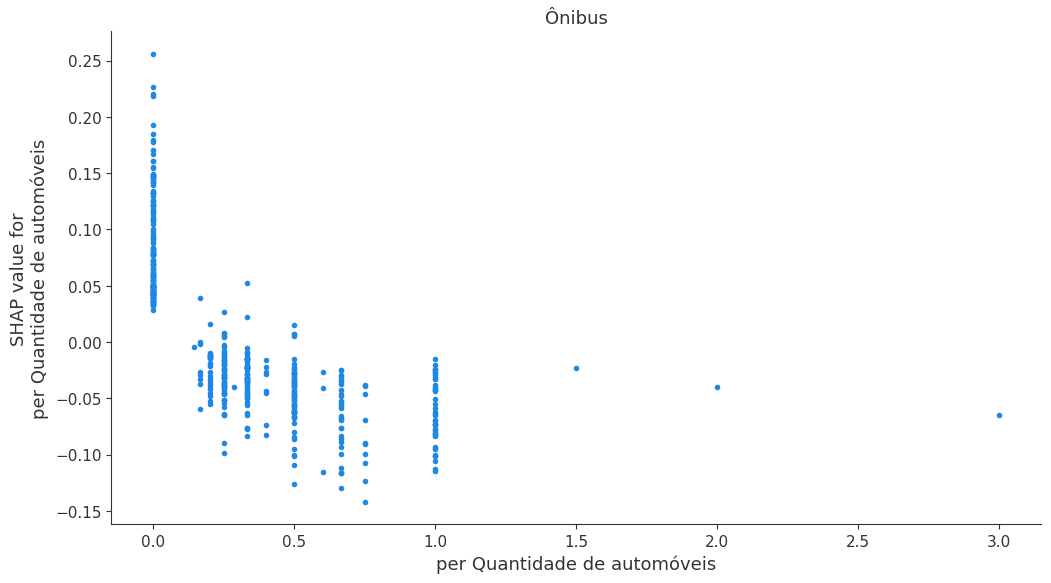 Ônibus
0.25
0.20
0.15
0.10
0.05
0.00
−0.05
−0.10
−0.15
SHAP value for
per Quantidade de automóveis
0.0 0.5 1.0 1.5 2.0 2.5 3.0
per Quantidade de automóveis